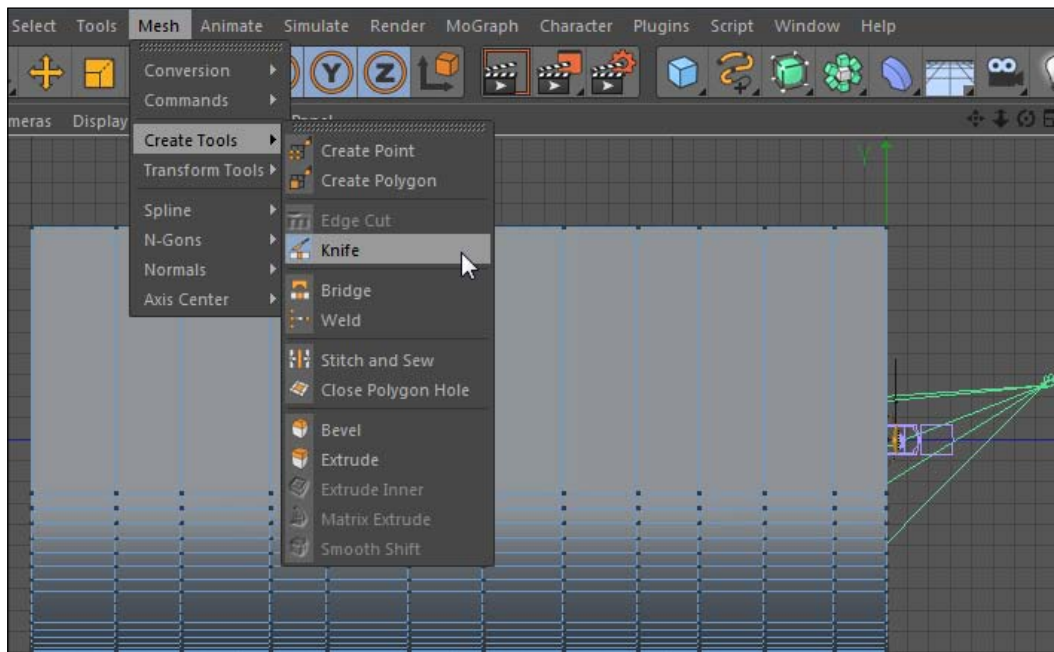 Select Tools Mesh Animate Simulate Render MoGraph Character Plugins Script Window Help
Y Z
meras Display
Conversion
Commands
Create Tools
Transform Tools
Spline
N-Gons
Normals
Axis Center
Create Point
Create Polygon
Edge Cut
Knife
Bridge
Weld
Stitch and Sew
Close Polygon Hole
Bevel
Extrude
Extrude Inner
Matrix Extrude
Smooth Shift
Y